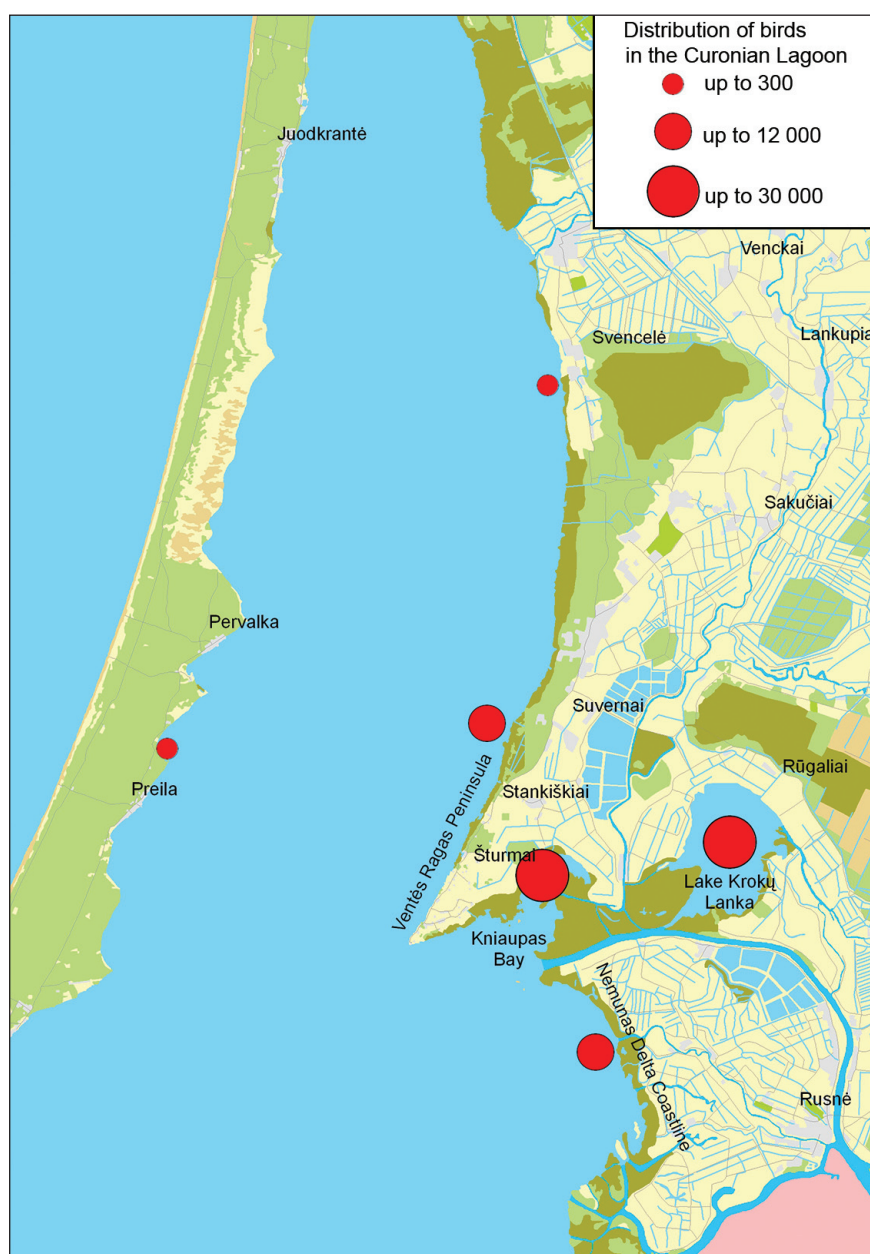 Distribution of birds
in the Curonian Lagoon
up to 300
up to 12 000
up to 30 000
Juodkrantė
Venckai
Svencelė
Lankupia
Sakučiai
Pervalka
Suvernai
Rūgaliai
Preila
Stankiškiai
Ventės Ragas Peninsula
Šturmai
Lake Krokų
Lanka
Kniaupas
Bay
Nemunas Delta Coastline
Rusnė